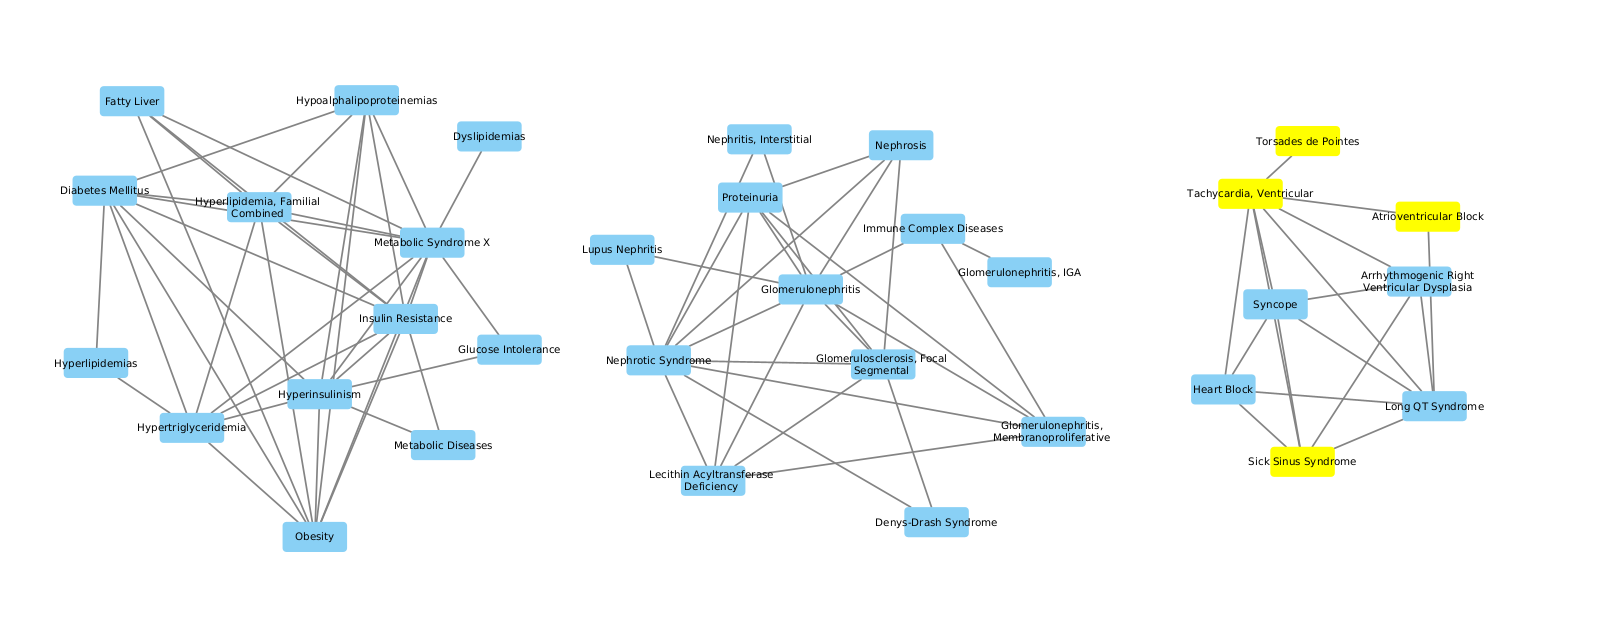 Fatty Liver
Hypoalphalipoproteinemias
Dyslipidemias
Diabetes Mellitus
Hyperlipidemia, Familial
Combined
Metabolic Syndrome X
Insulin Resistance
Glucose Intolerance
Hyperlipidemias
Hyperinsulinism
Hypertriglyceridemia
Metabolic Diseases
Obesity
Nephritis, Interstitial
Nephrosis
Proteinuria
Immune Complex Diseases
Lupus Nephritis
Glomerulonephritis, IGA
Glomerulonephritis
Nephrotic Syndrome
Glomerulosclerosis, Focal
Segmental
Glomerulonephritis,
Membranoproliferative
Lecithin Acyltransferase
Deficiency
Denys-Drash Syndrome
Torsades de Pointes
Tachycardia, Ventricular
Atrioventricular Block
Arrhythmogenic Right
Ventricular Dysplasia
Syncope
Heart Block
Long QT Syndrome
Sick Sinus Syndrome